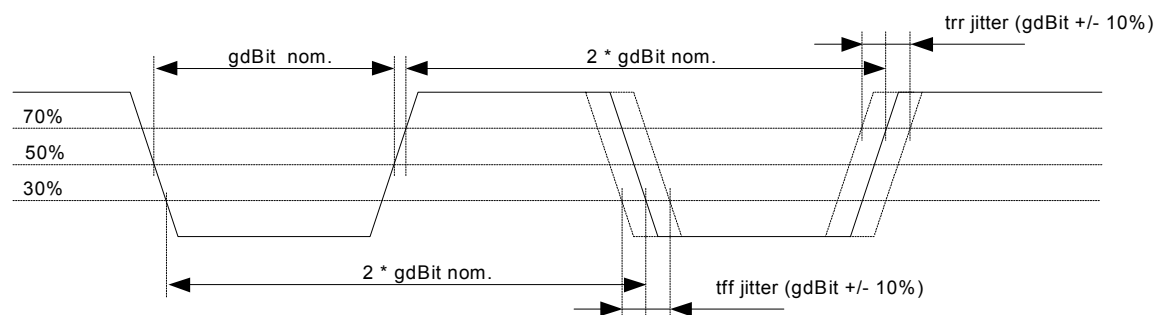 trr jitter (gdBit +/- 10%)
gdBit nom.
2 * gdBit nom.
70%
50%
30%
2 * gdBit nom.
tff jitter (gdBit +/- 10%)